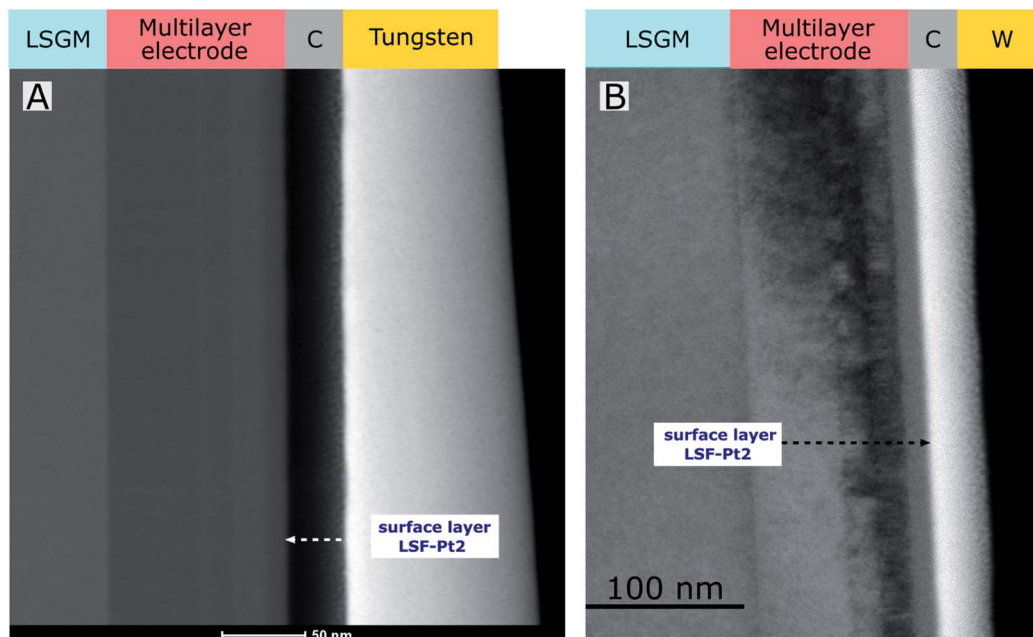 LSGM
Multilayer
electrode
C
Tungsten
A
surface layer
LSF-Pt2
50 nm
LSGM
Multilayer
electrode
C
W
B
surface layer
LSF-Pt2
100 nm